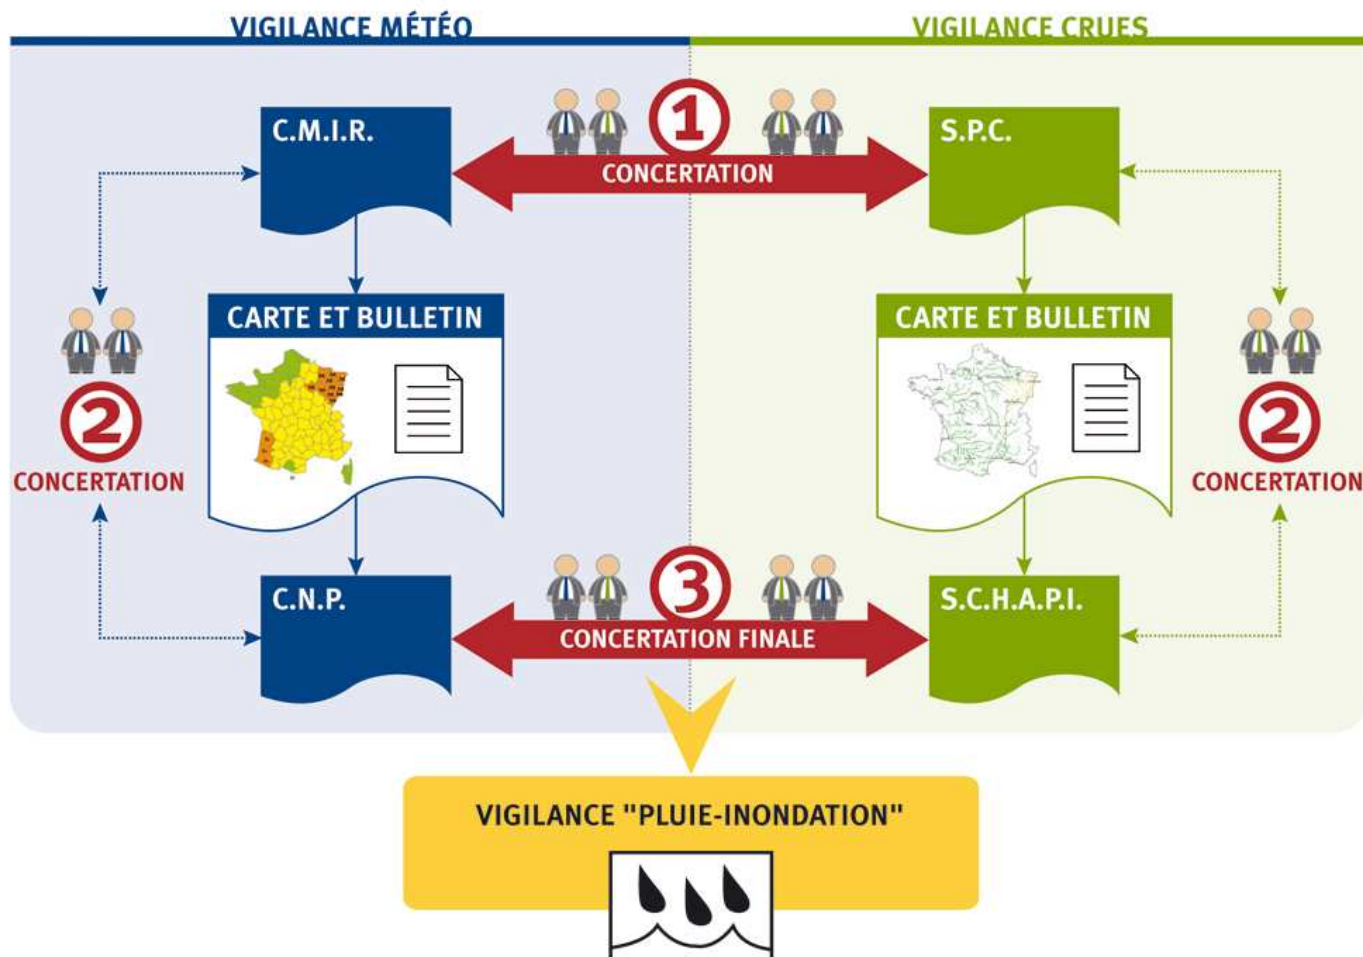 VIGILANCE MÉTÉO
VIGILANCE CRUES
C.M.I.R.
1
CONCERTATION
S.P.C.
CARTE ET BULLETIN
CARTE ET BULLETIN
2
CONCERTATION
2
CONCERTATION
C.N.P.
3
CONCERTATION FINALE
S.C.H.A.P.I.
VIGILANCE "PLUIE-INONDATION"